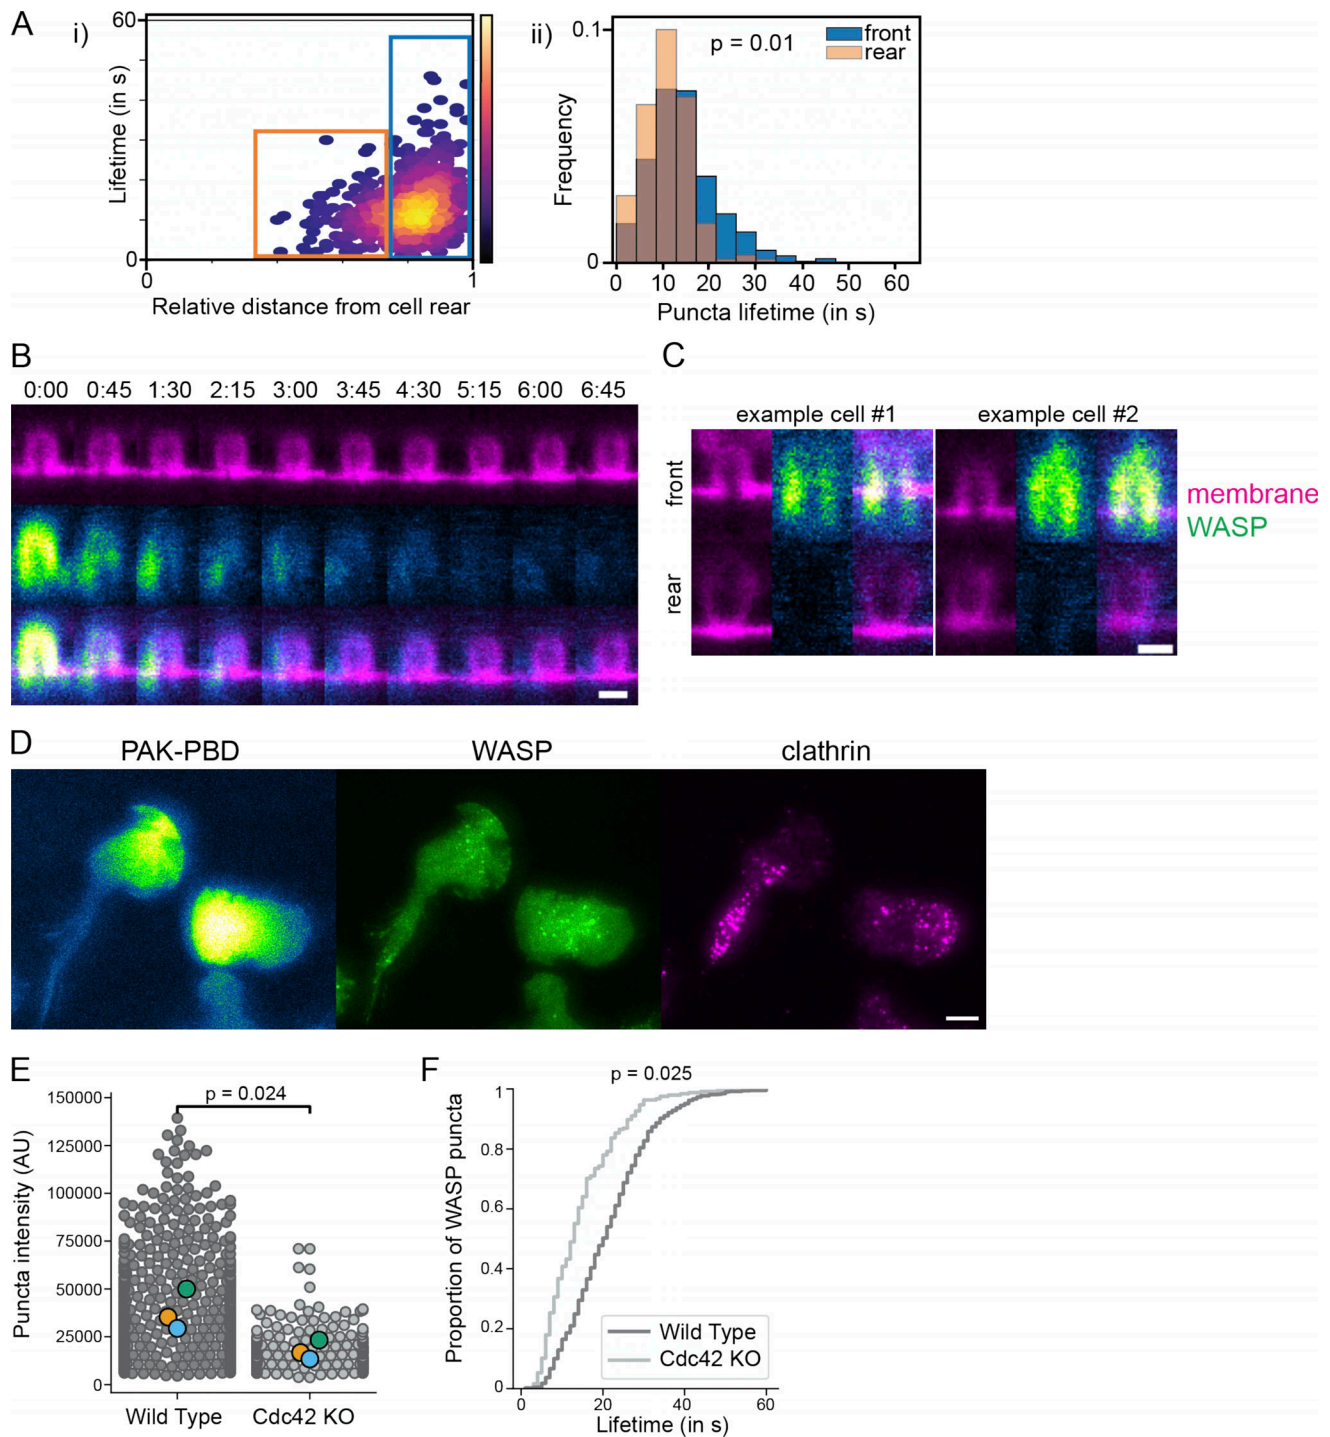 A
i)
60
Lifetime (in s)
0
0
1
Relative distance from cell rear
ii)
0.1
p = 0.01
front
rear
Frequency
0
0 10 20 30 40 50 60
Puncta lifetime (in s)
B
0:00 0:45 1:30 2:15 3:00 3:45 4:30 5:15 6:00 6:45
C
example cell #1 example cell #2
front
rear
membrane
WASP
D
PAK-PBD WASP clathrin
E
p = 0.024
Puncta intensity (AU)
150000
125000
100000
75000
50000
25000
0
Wild Type Cdc42 KO
F
p = 0.025
Proportion of WASP puncta
1
0.8
0.6
0.4
0.2
0
Wild Type
Cdc42 KO
0 20 40 60
Lifetime (in s)